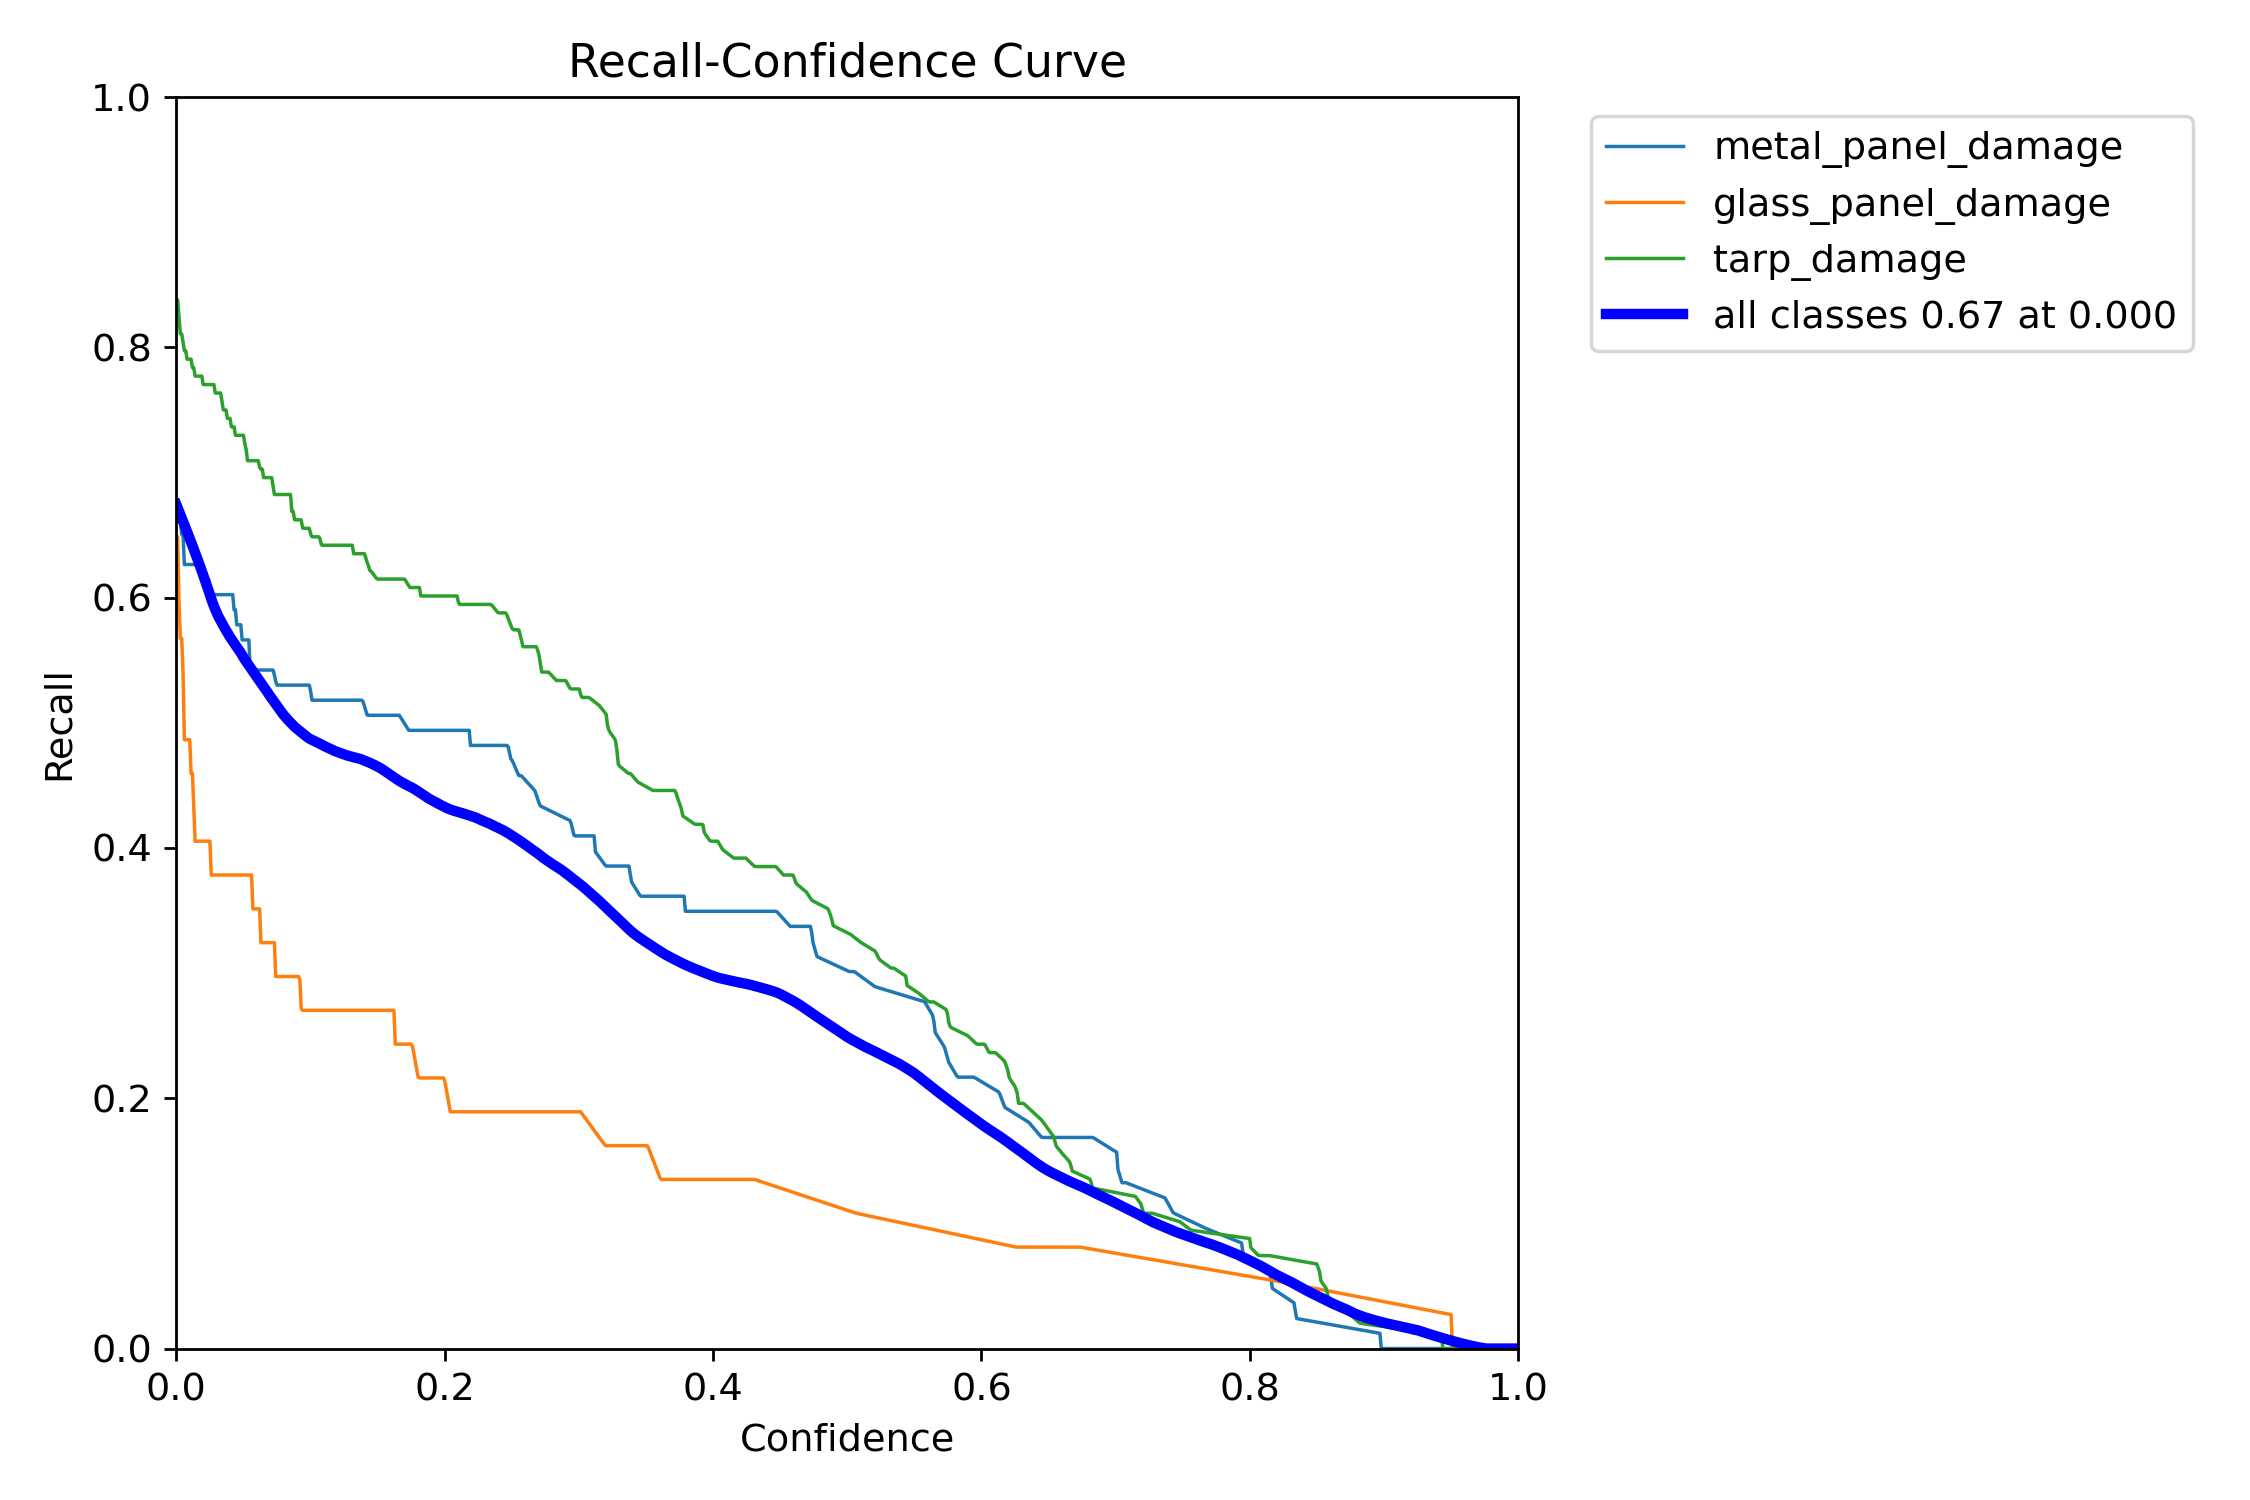 Recall-Confidence Curve
1.0
0.8
0.6
0.4
0.2
0.0
Recall
0.0 0.2 0.4 0.6 0.8 1.0
Confidence
metal_panel_damage
glass_panel_damage
tarp_damage
all classes 0.67 at 0.000